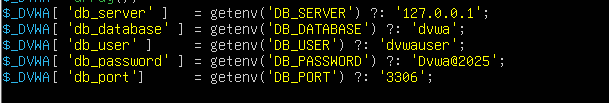 $_DVWA[ 'db_server' ]   = getenv('DB_SERVER') ?: '127.0.0.1';
$_DVWA[ 'db_database' ] = getenv('DB_DATABASE') ?: 'dvwa';
$_DVWA[ 'db_user' ]     = getenv('DB_USER') ?: 'dvwauser';
$_DVWA[ 'db_password' ] = getenv('DB_PASSWORD') ?: 'Dvwa@2025';
$_DVWA[ 'db_port']      = getenv('DB_PORT') ?: '3306';